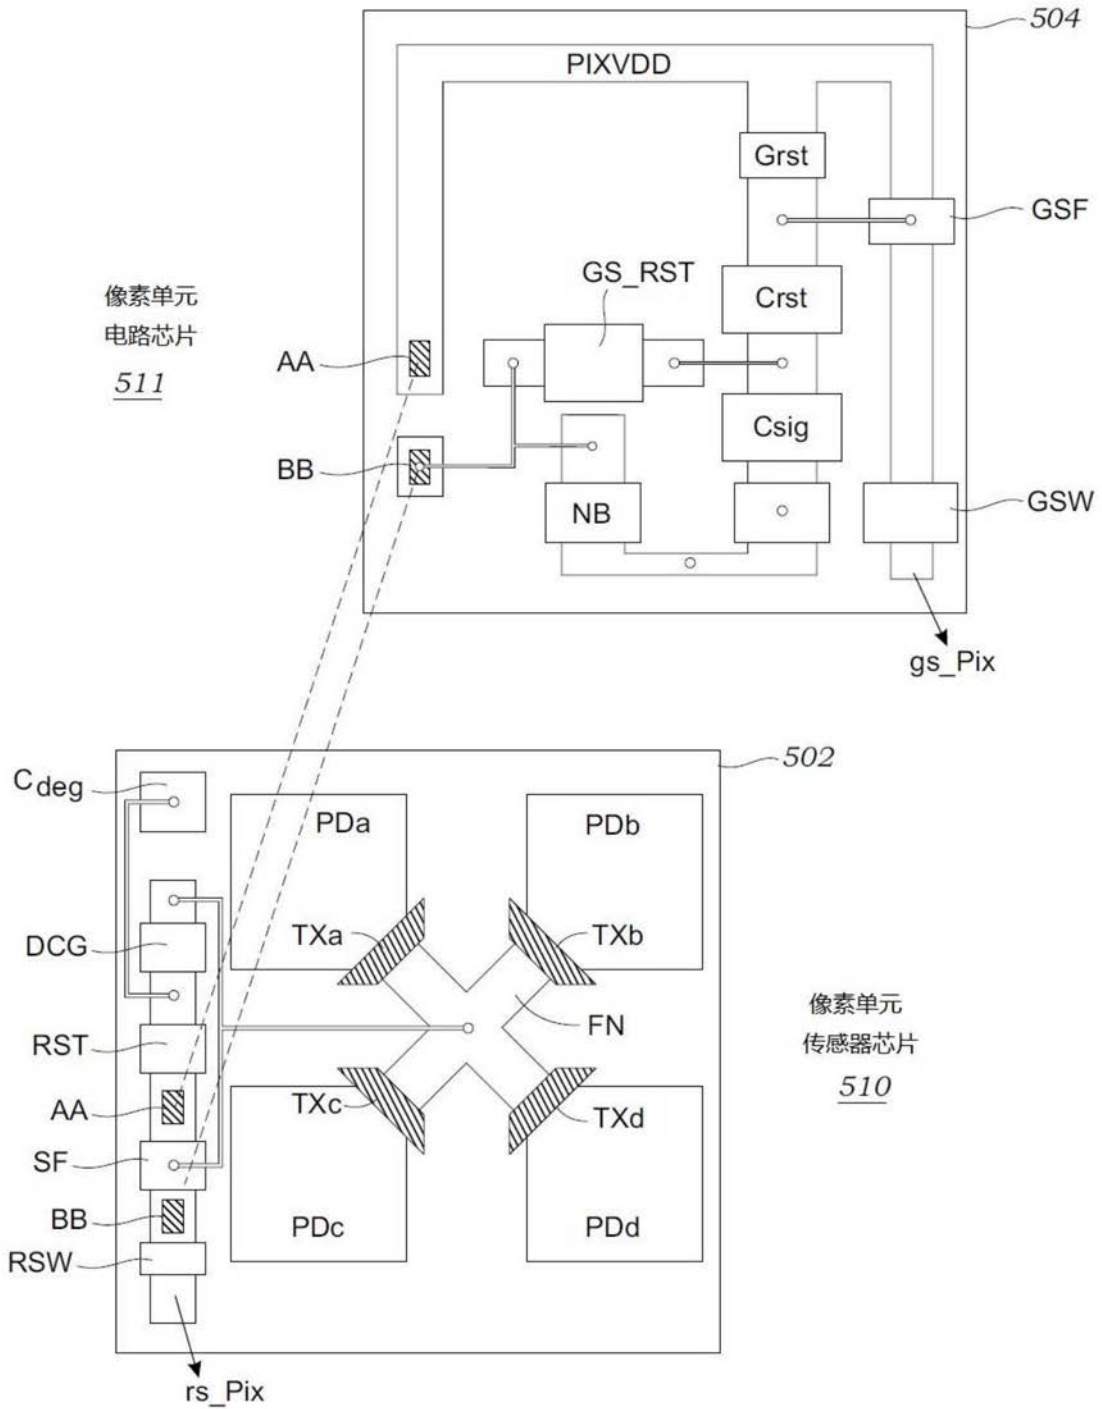 504
PIXVDD
Grst
GSF
GS_RST
Crst
像素单元
电路芯片
511
AA
Csig
BB
NB
GSW
gs_Pix
502
Cdeg
PDa
PDb
DCG
TXa
TXb
像素单元
传感器芯片
510
FN
RST
AA
TXc
TXd
SF
BB
PDc
PDd
RSW
rs_Pix